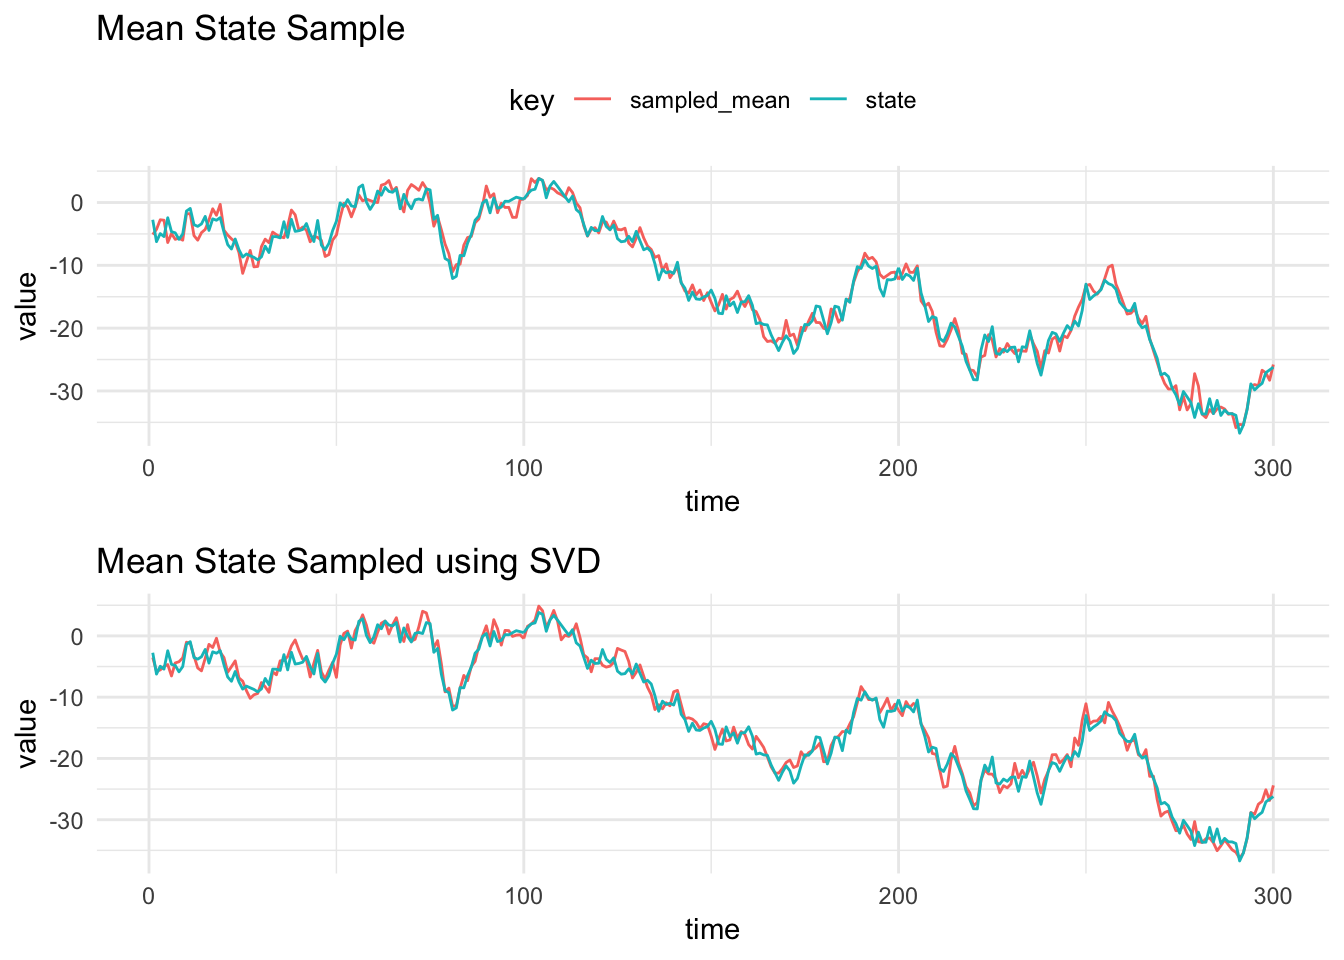 Mean State Sample
key sampled_mean state
value
0
-10
-20
-30
0 100 200 300
time
Mean State Sampled using SVD
value
0
-10
-20
-30
0 100 200 300
time